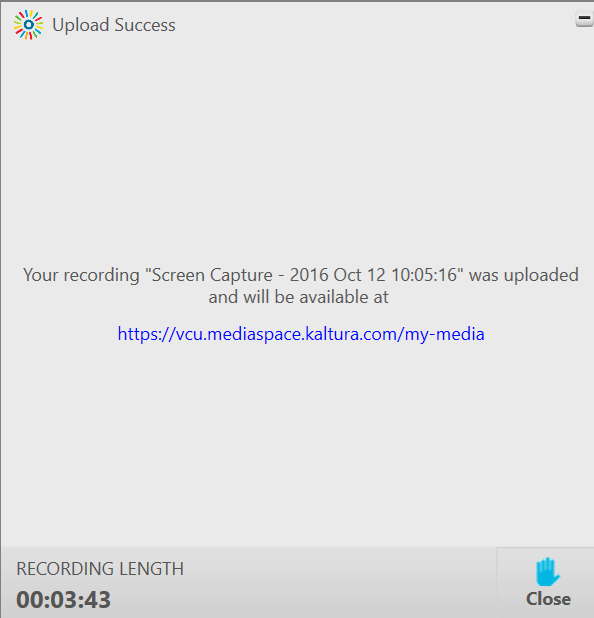 Upload Success
Your recording "Screen Capture - 2016 Oct 12 10:05:16" was uploaded
and will be available at
https://vcu.mediaspace.kaltura.com/my-media
RECORDING LENGTH
00:03:43
Close